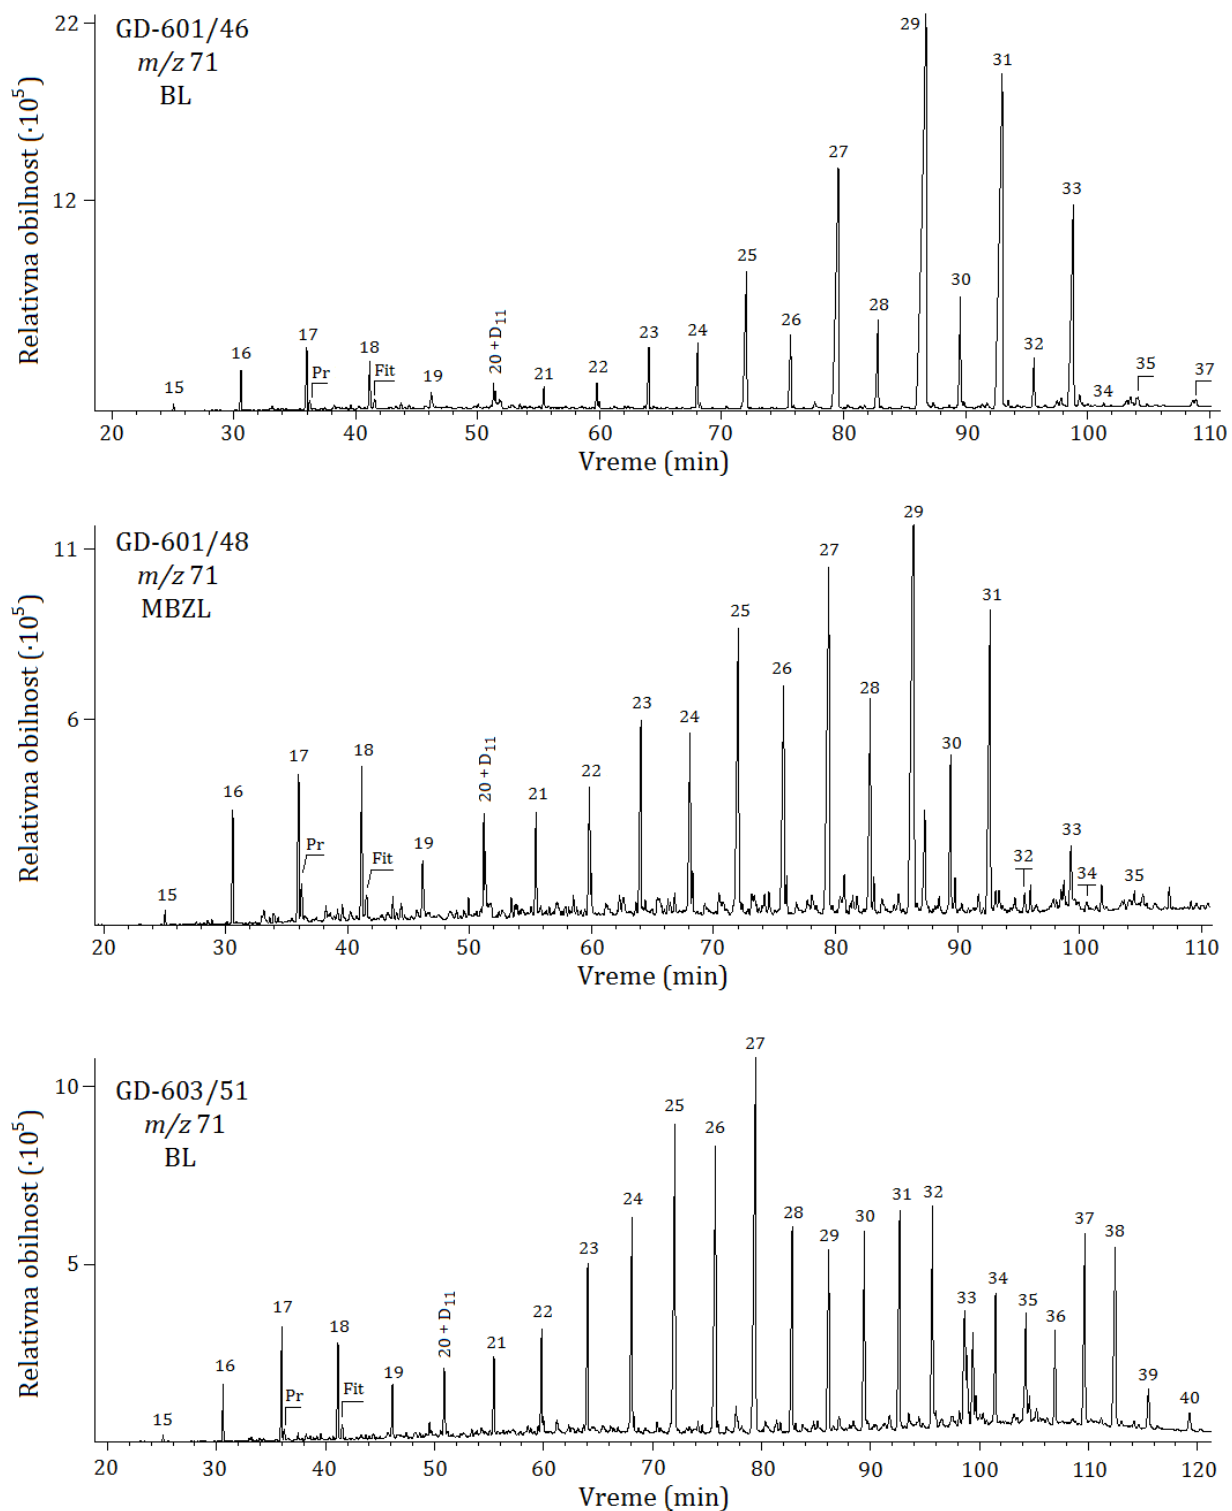 GD-601/46
m/z 71
BL
Relativna obilnost (·10⁵)
22
12
15
16
17
Pr
18
Fit
19
20 + D₁₁
21
22
23
24
25
26
27
28
29
30
31
32
33
34
35
37
20 30 40 50 60 70 80 90 100 110
Vreme (min)
GD-601/48
m/z 71
MBZL
Relativna obilnost (·10⁵)
11
6
15
16
17
Pr
18
Fit
19
20 + D₁₁
21
22
23
24
25
26
27
28
29
30
31
32
33
34
35
20 30 40 50 60 70 80 90 100 110
Vreme (min)
GD-603/51
m/z 71
BL
Relativna obilnost (·10⁵)
10
5
15
16
17
Pr
18
Fit
19
20 + D₁₁
21
22
23
24
25
26
27
28
29
30
31
32
33
34
35
36
37
38
39
40
20 30 40 50 60 70 80 90 100 110 120
Vreme (min)